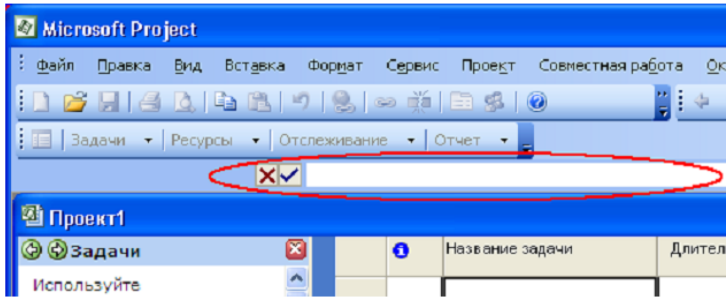 Microsoft Project
Файл Правка Вид Вставка Формат Сервис Проект Совместная работа
Задачи Ресурсы Отслеживание Отчет
Проект1
Задачи
Название задачи
Используйте